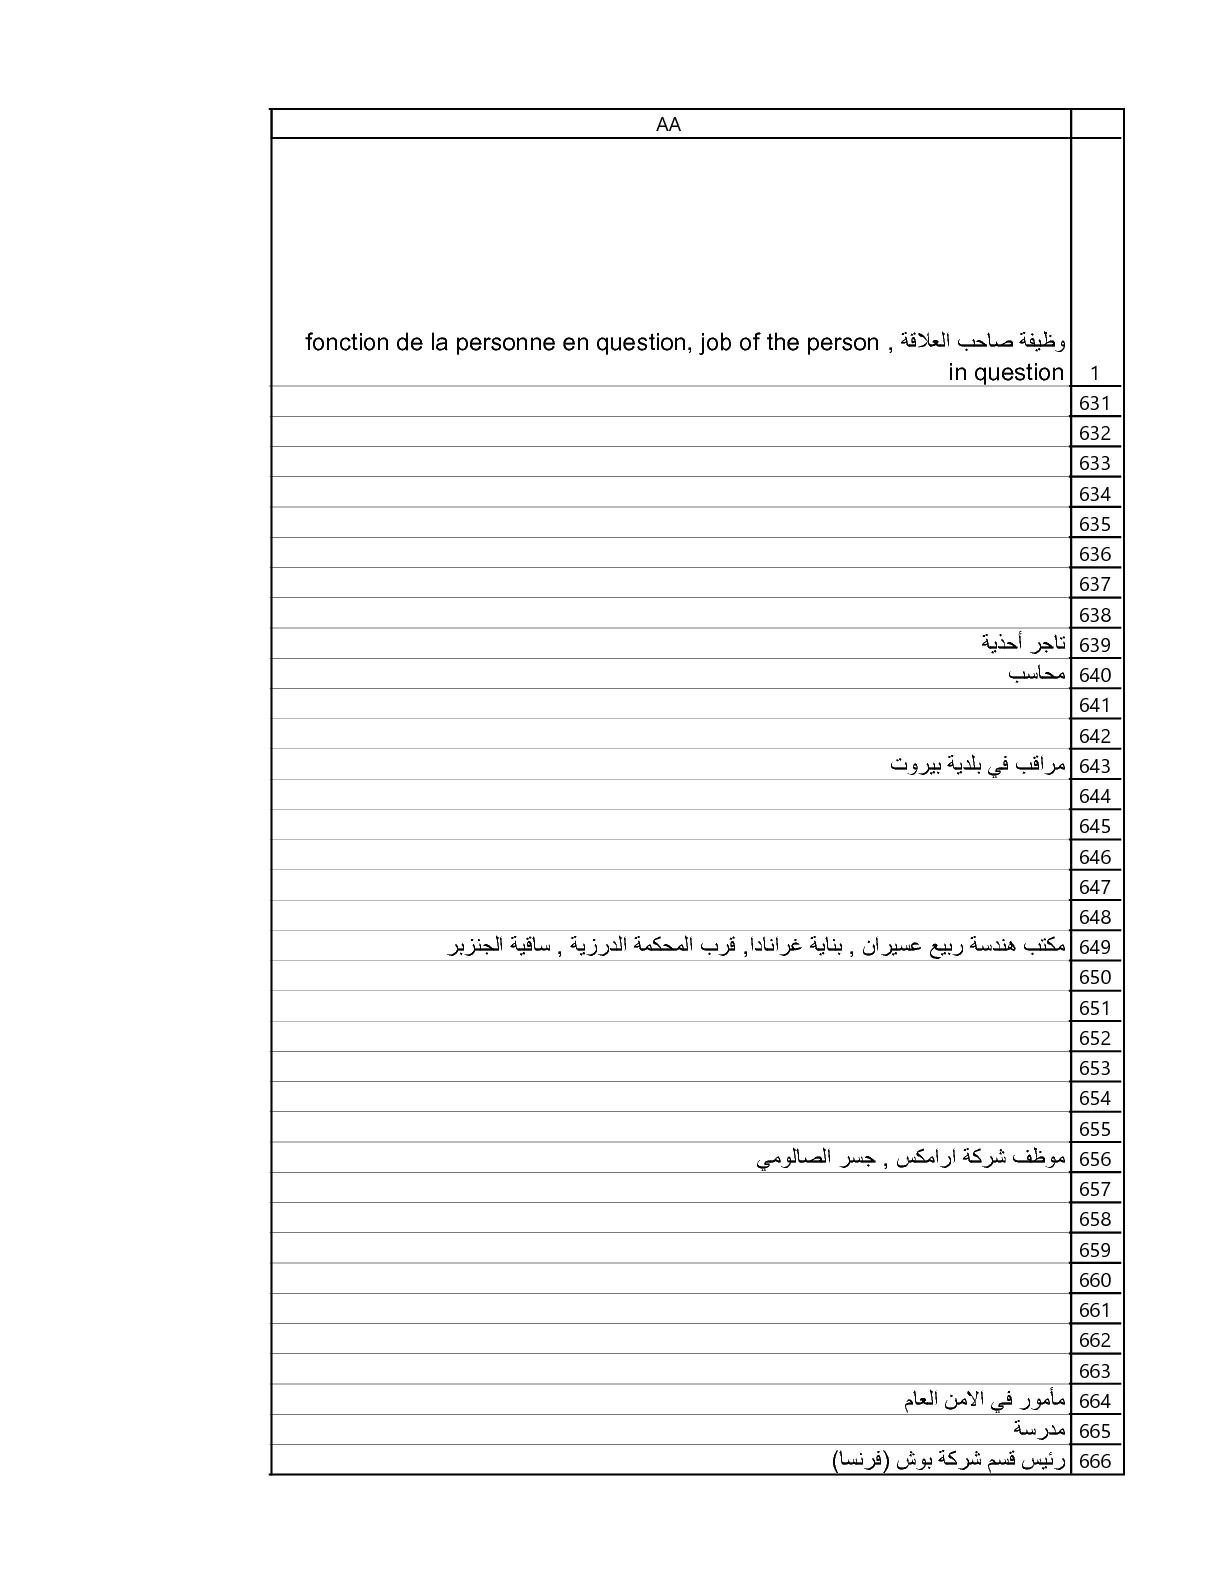 AA
وظيفة صاحب العلاقة , fonction de la personne en question, job of the person
in question
1
631
632
633
634
635
636
637
638
639 تاجر أحذية
640 محاسب
641
642
643 مراقب في بلدية بيروت
644
645
646
647
648
649 مكتب هندسة ربيع عسيران , بناية غرانادا, قرب المحكمة الدرزية , ساقية الجنزبر
650
651
652
653
654
655
656 موظف شركة ارامكس , جسر الصالومي
657
658
659
660
661
662
663
664 مأمور في الامن العام
665 مدرسة
666 رئيس قسم شركة بوش (فرنسا)